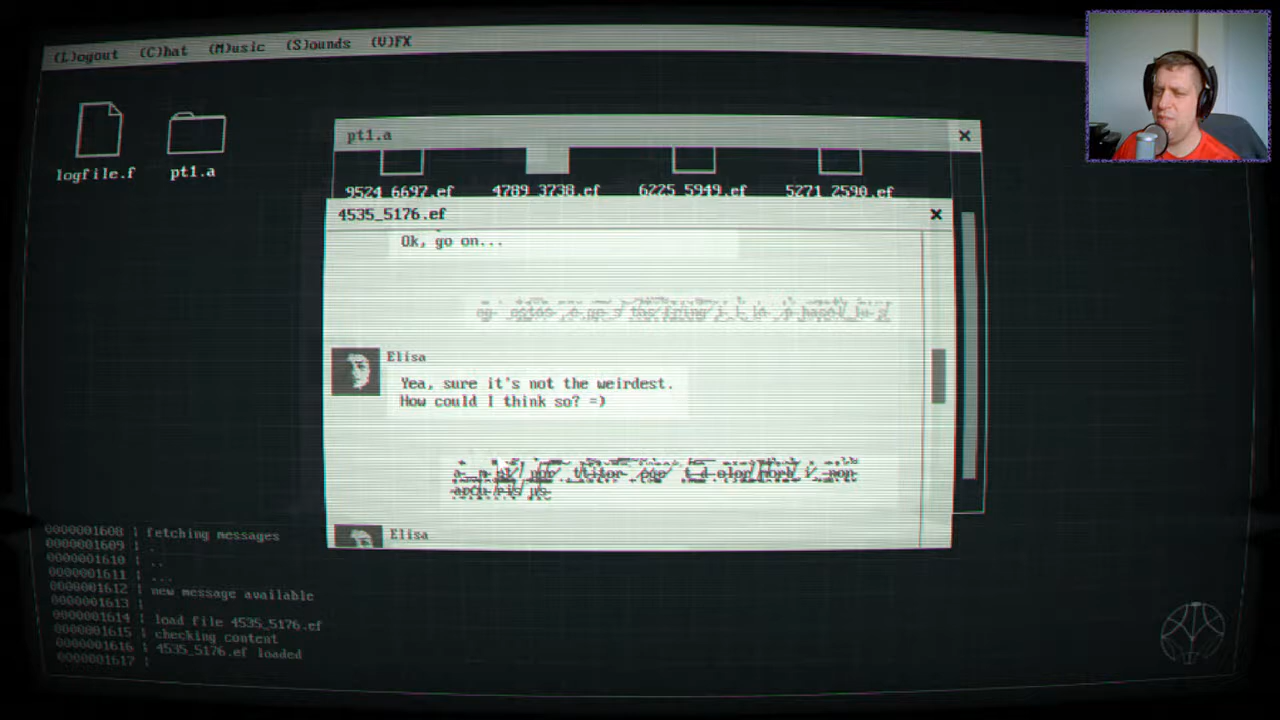 (L)ogout (C)hat (M)usic (S)ounds (V)FX
logfile.f
pt1.a
pt1.a
9524_6697.ef 4789_3738.ef 6225_5949.ef 5271_2590.ef
4535_5176.ef
Ok, go on...
Elisa
Yea, sure it's not the weirdest.
How could I think so? =)
Elisa
0000001608 | fetching messages
0000001609 | .
0000001610 | ..
0000001611 | ...
0000001612 | new message available
0000001613 |
0000001614 | load file 4535_5176.ef
0000001615 | checking content
0000001616 | 4535_5176.ef loaded
0000001617 |